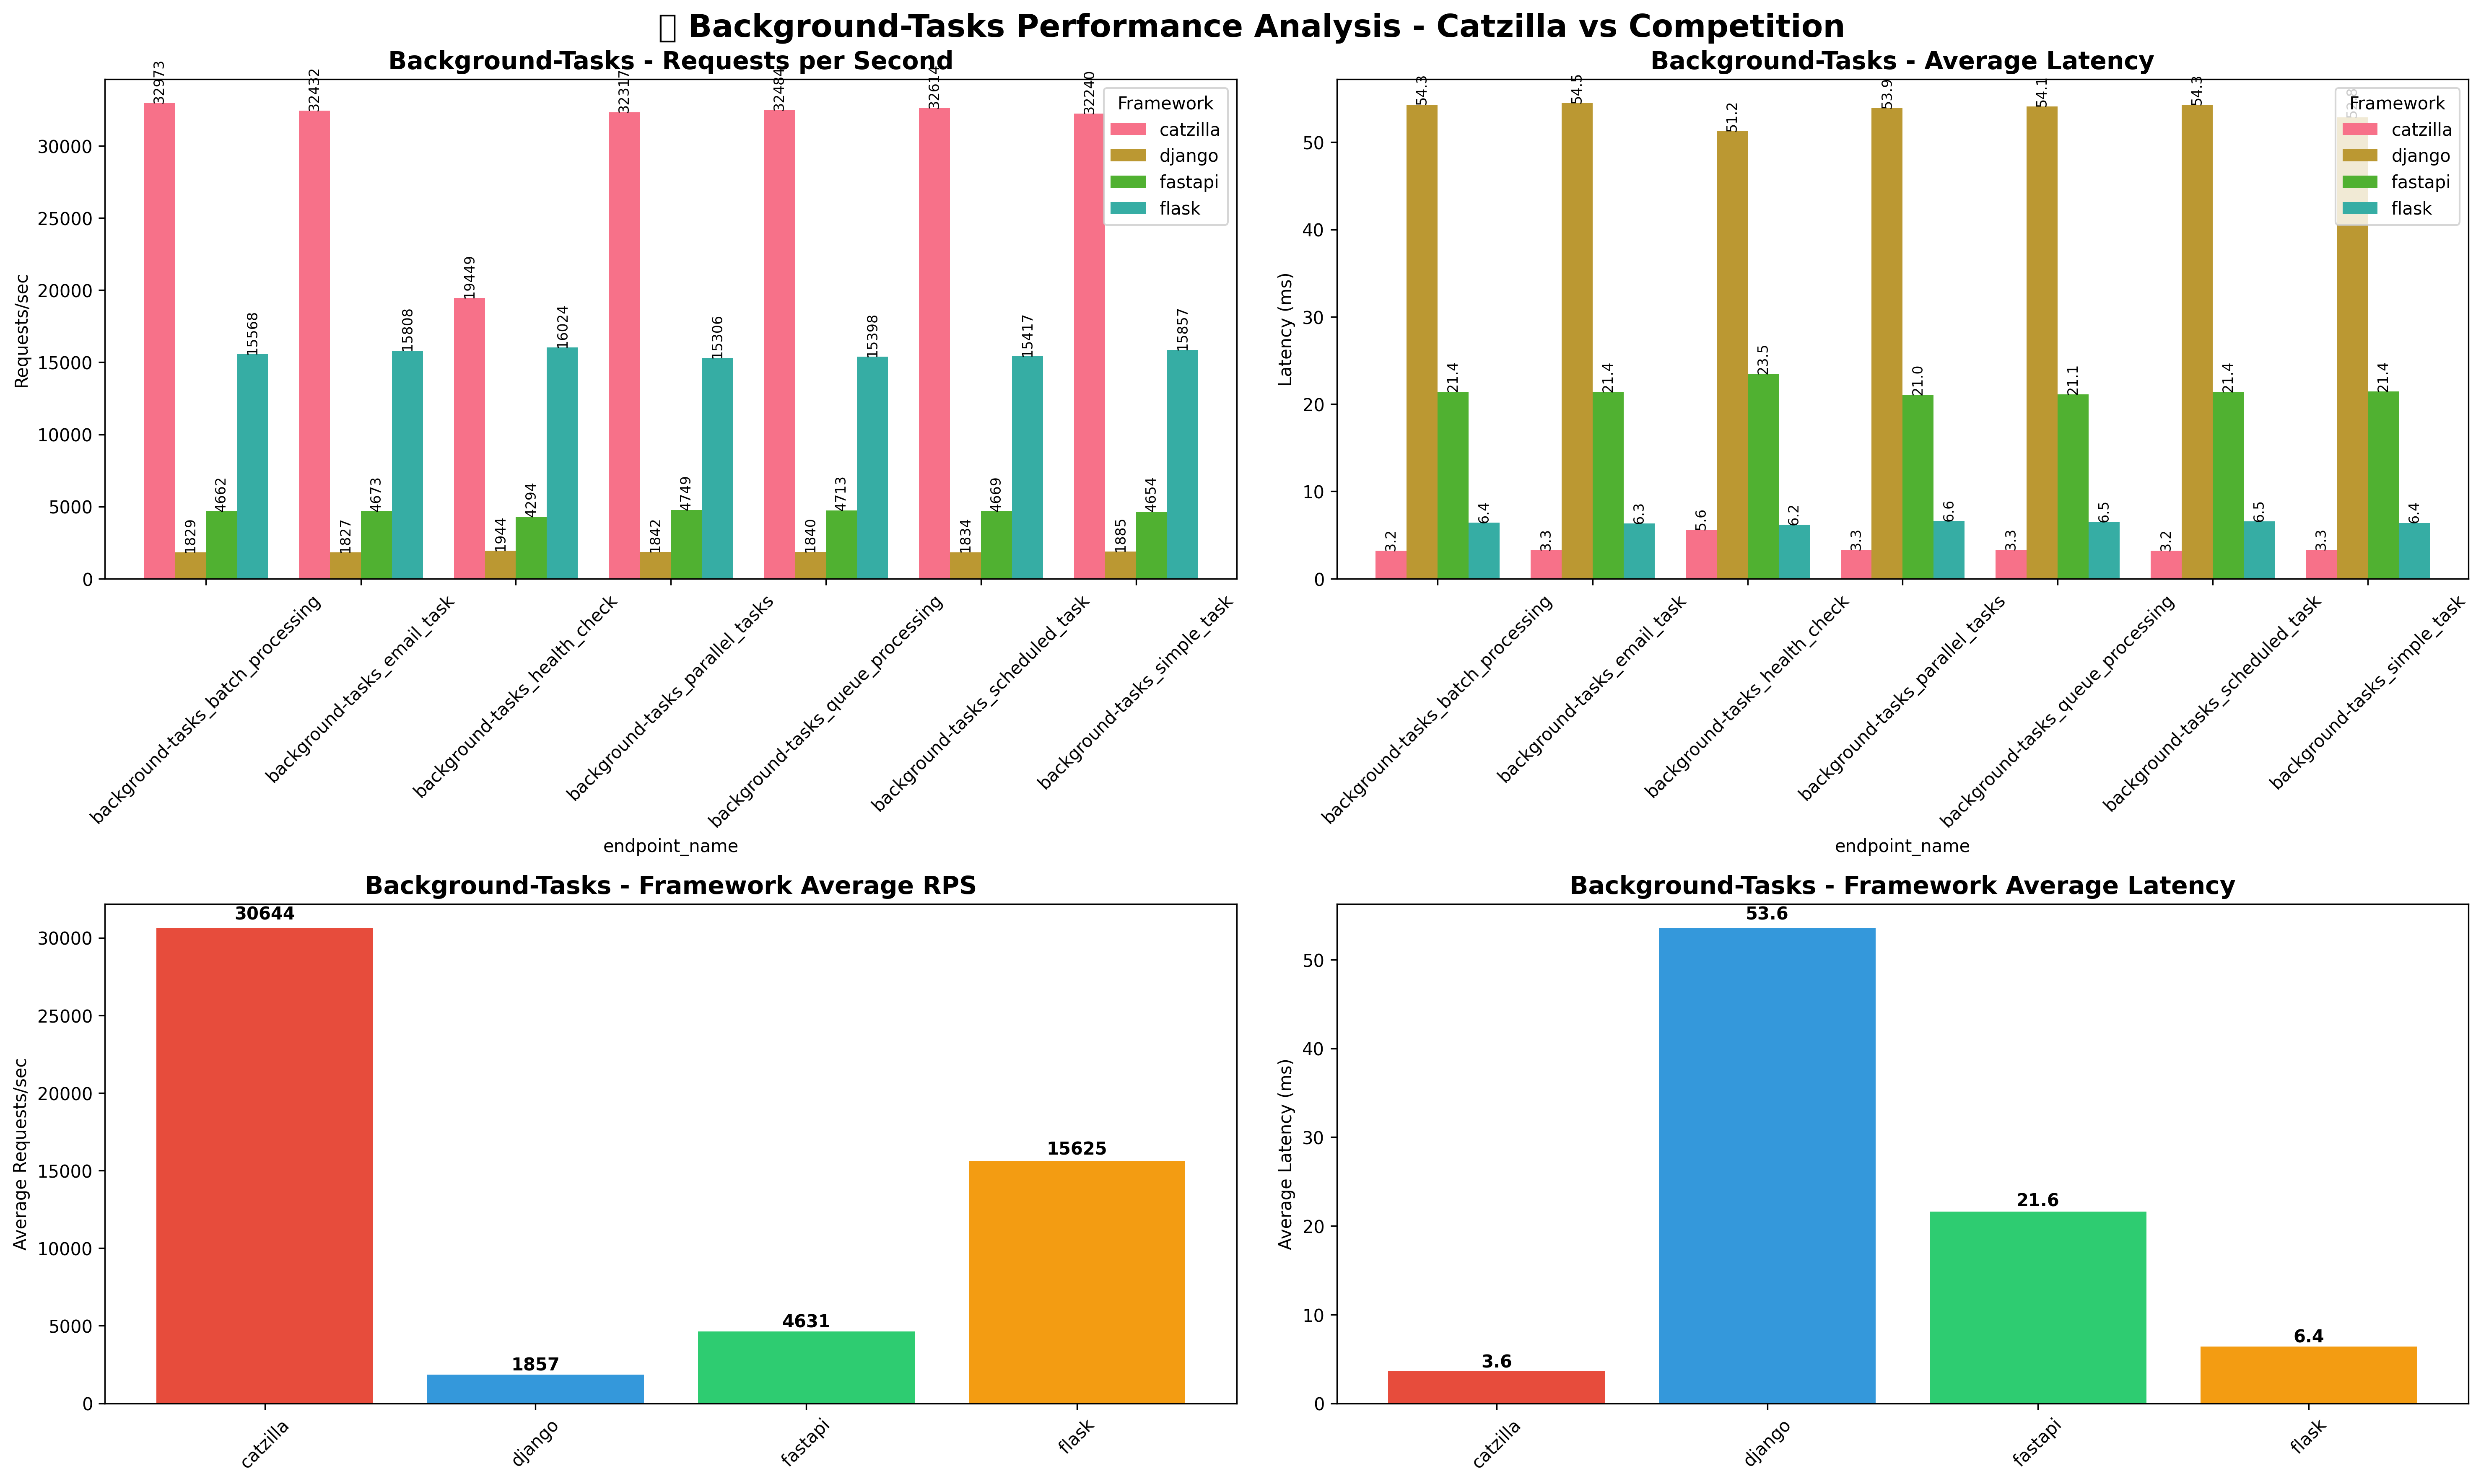 Background-Tasks Performance Analysis - Catzilla vs Competition
Background-Tasks - Requests per Second
Requests/sec
30000
25000
20000
15000
10000
5000
0
32973
1829
4662
15568
32432
1827
4673
15808
19449
1944
4294
16024
32317
1842
4749
15306
32484
1840
4713
15398
32614
1834
4669
15417
32240
1885
4654
15857
Framework
catzilla
django
fastapi
flask
background-tasks_batch_processing
background-tasks_email_task
background-tasks_health_check
background-tasks_parallel_tasks
background-tasks_queue_processing
background-tasks_scheduled_task
background-tasks_simple_task
endpoint_name
Background-Tasks - Average Latency
Latency (ms)
50
40
30
20
10
0
3.2
54.3
21.4
6.4
3.3
54.5
21.4
6.3
5.6
51.2
23.5
6.2
3.3
53.9
21.0
6.6
3.3
54.1
21.1
6.5
3.2
54.3
21.4
6.5
3.3
21.4
6.4
Framework
catzilla
django
fastapi
flask
background-tasks_batch_processing
background-tasks_email_task
background-tasks_health_check
background-tasks_parallel_tasks
background-tasks_queue_processing
background-tasks_scheduled_task
background-tasks_simple_task
endpoint_name
Background-Tasks - Framework Average RPS
Average Requests/sec
30000
25000
20000
15000
10000
5000
0
30644
1857
4631
15625
catzilla
django
fastapi
flask
Background-Tasks - Framework Average Latency
Average Latency (ms)
50
40
30
20
10
0
3.6
53.6
21.6
6.4
catzilla
django
fastapi
flask